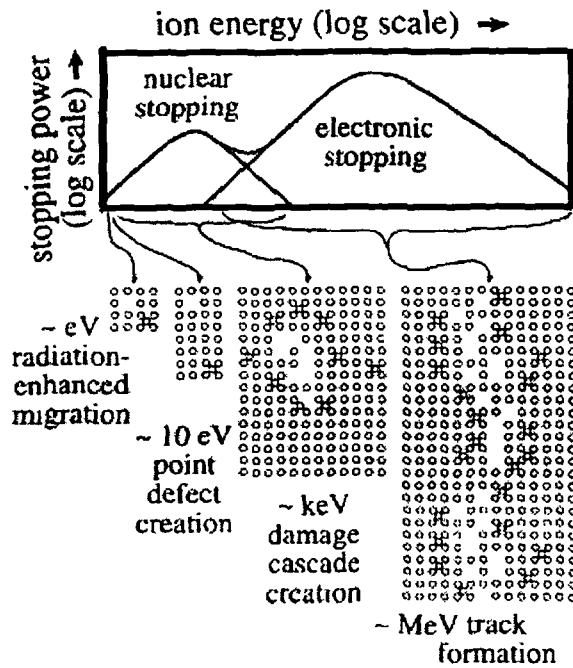 ion energy (log scale) →
stopping power →
(log scale)
nuclear
stopping
electronic
stopping
~ eV
radiation-
enhanced
migration
~ 10 eV
point
defect
creation
~ keV
damage
cascade
creation
~ MeV track
formation